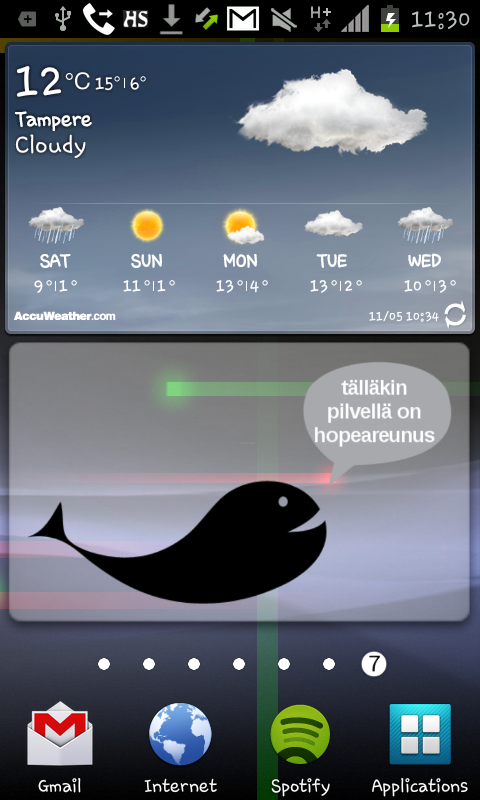 HS H+ 11:30
12°C 15°|6°
Tampere
Cloudy
SAT SUN MON TUE WED
9°|1° 11°|1° 13°|4° 13°|2° 10°|3°
AccuWeather.com 11/05 10:34
tälläkin
pilvellä on
hopeareunus
7
Gmail Internet Spotify Applications